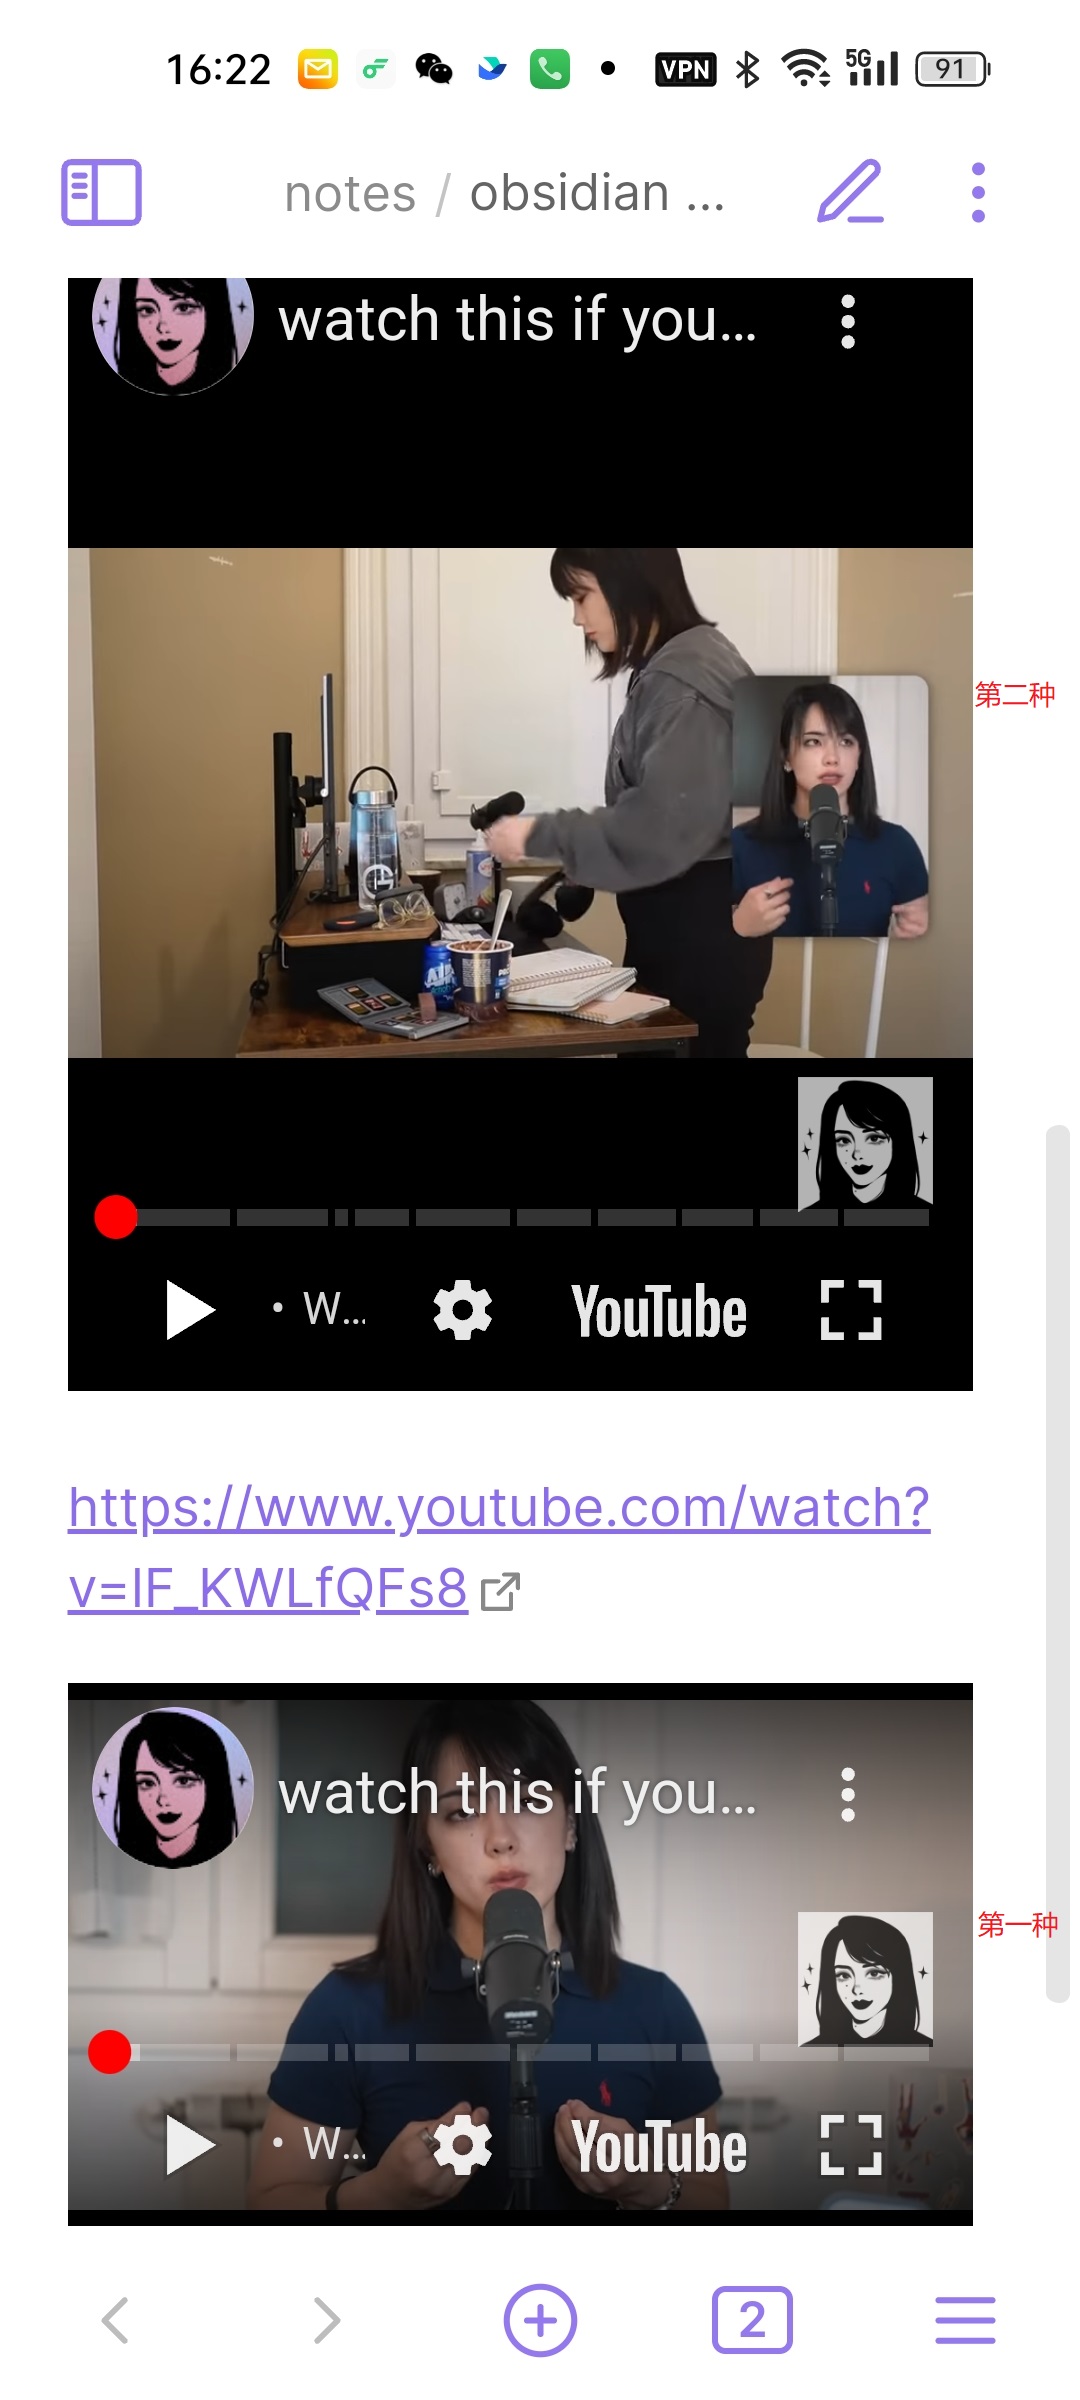 16:22
VPN
5G
91
notes / obsidian ...
watch this if you...
第二种
• W...
YouTube
https://www.youtube.com/watch?
v=IF_KWLfQFs8
watch this if you...
第一种
• W...
YouTube
2